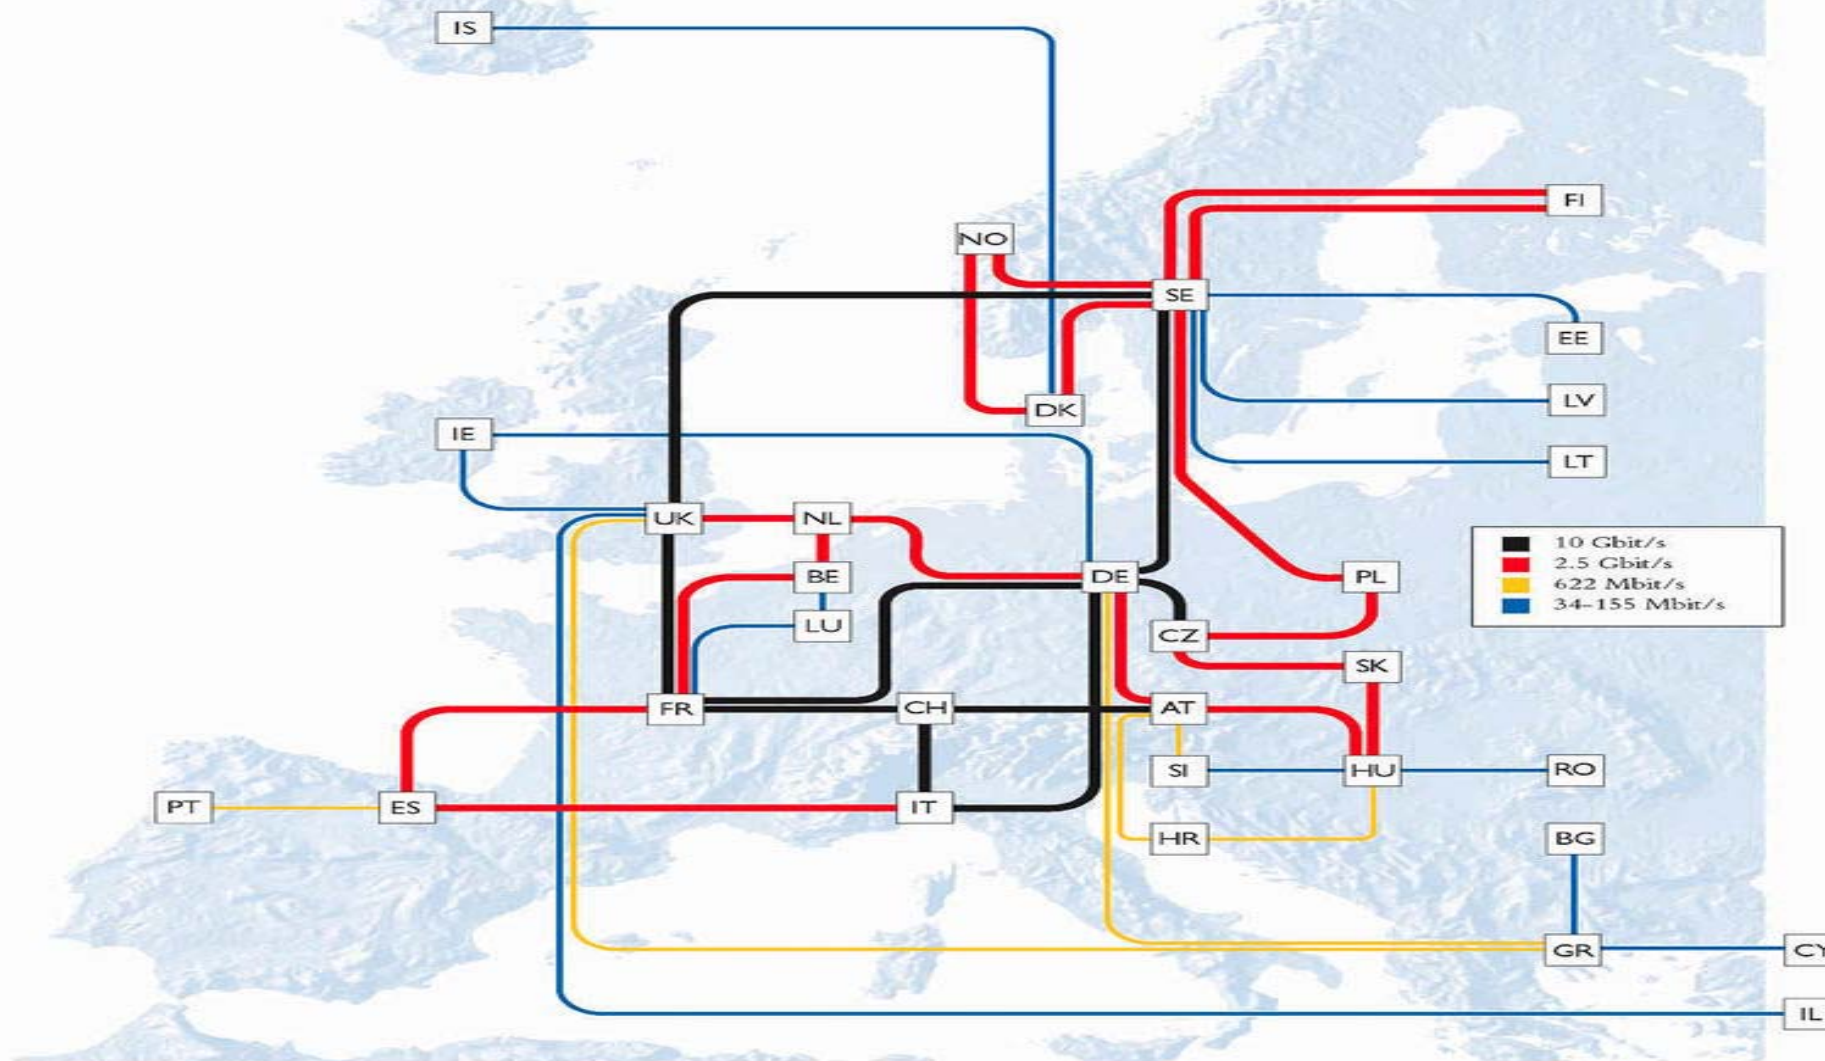 IS
FI
NO
SE
EE
DK
LV
IE
LT
UK
NL
10 Gbit/s
2.5 Gbit/s
622 Mbit/s
34-155 Mbit/s
BE
DE
PL
LU
CZ
SK
FR
CH
AT
SI
HU
RO
PT
ES
IT
HR
BG
GR
CY
IL